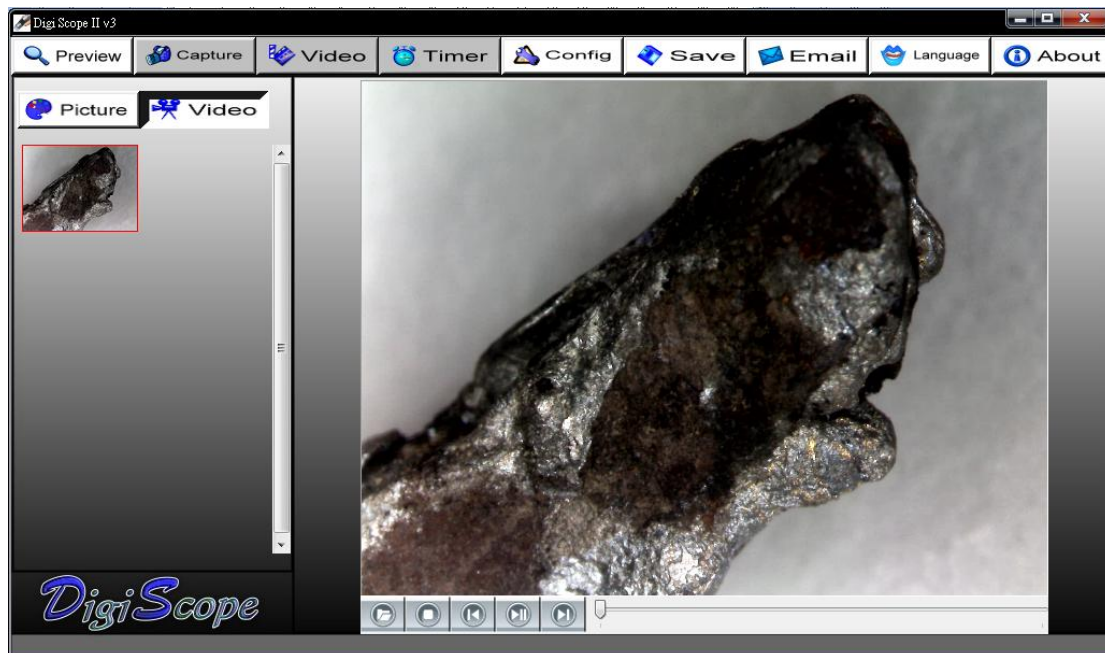 Digi Scope II v3
Preview Capture Video Timer Config Save Email Language About
Picture Video
DigiScope